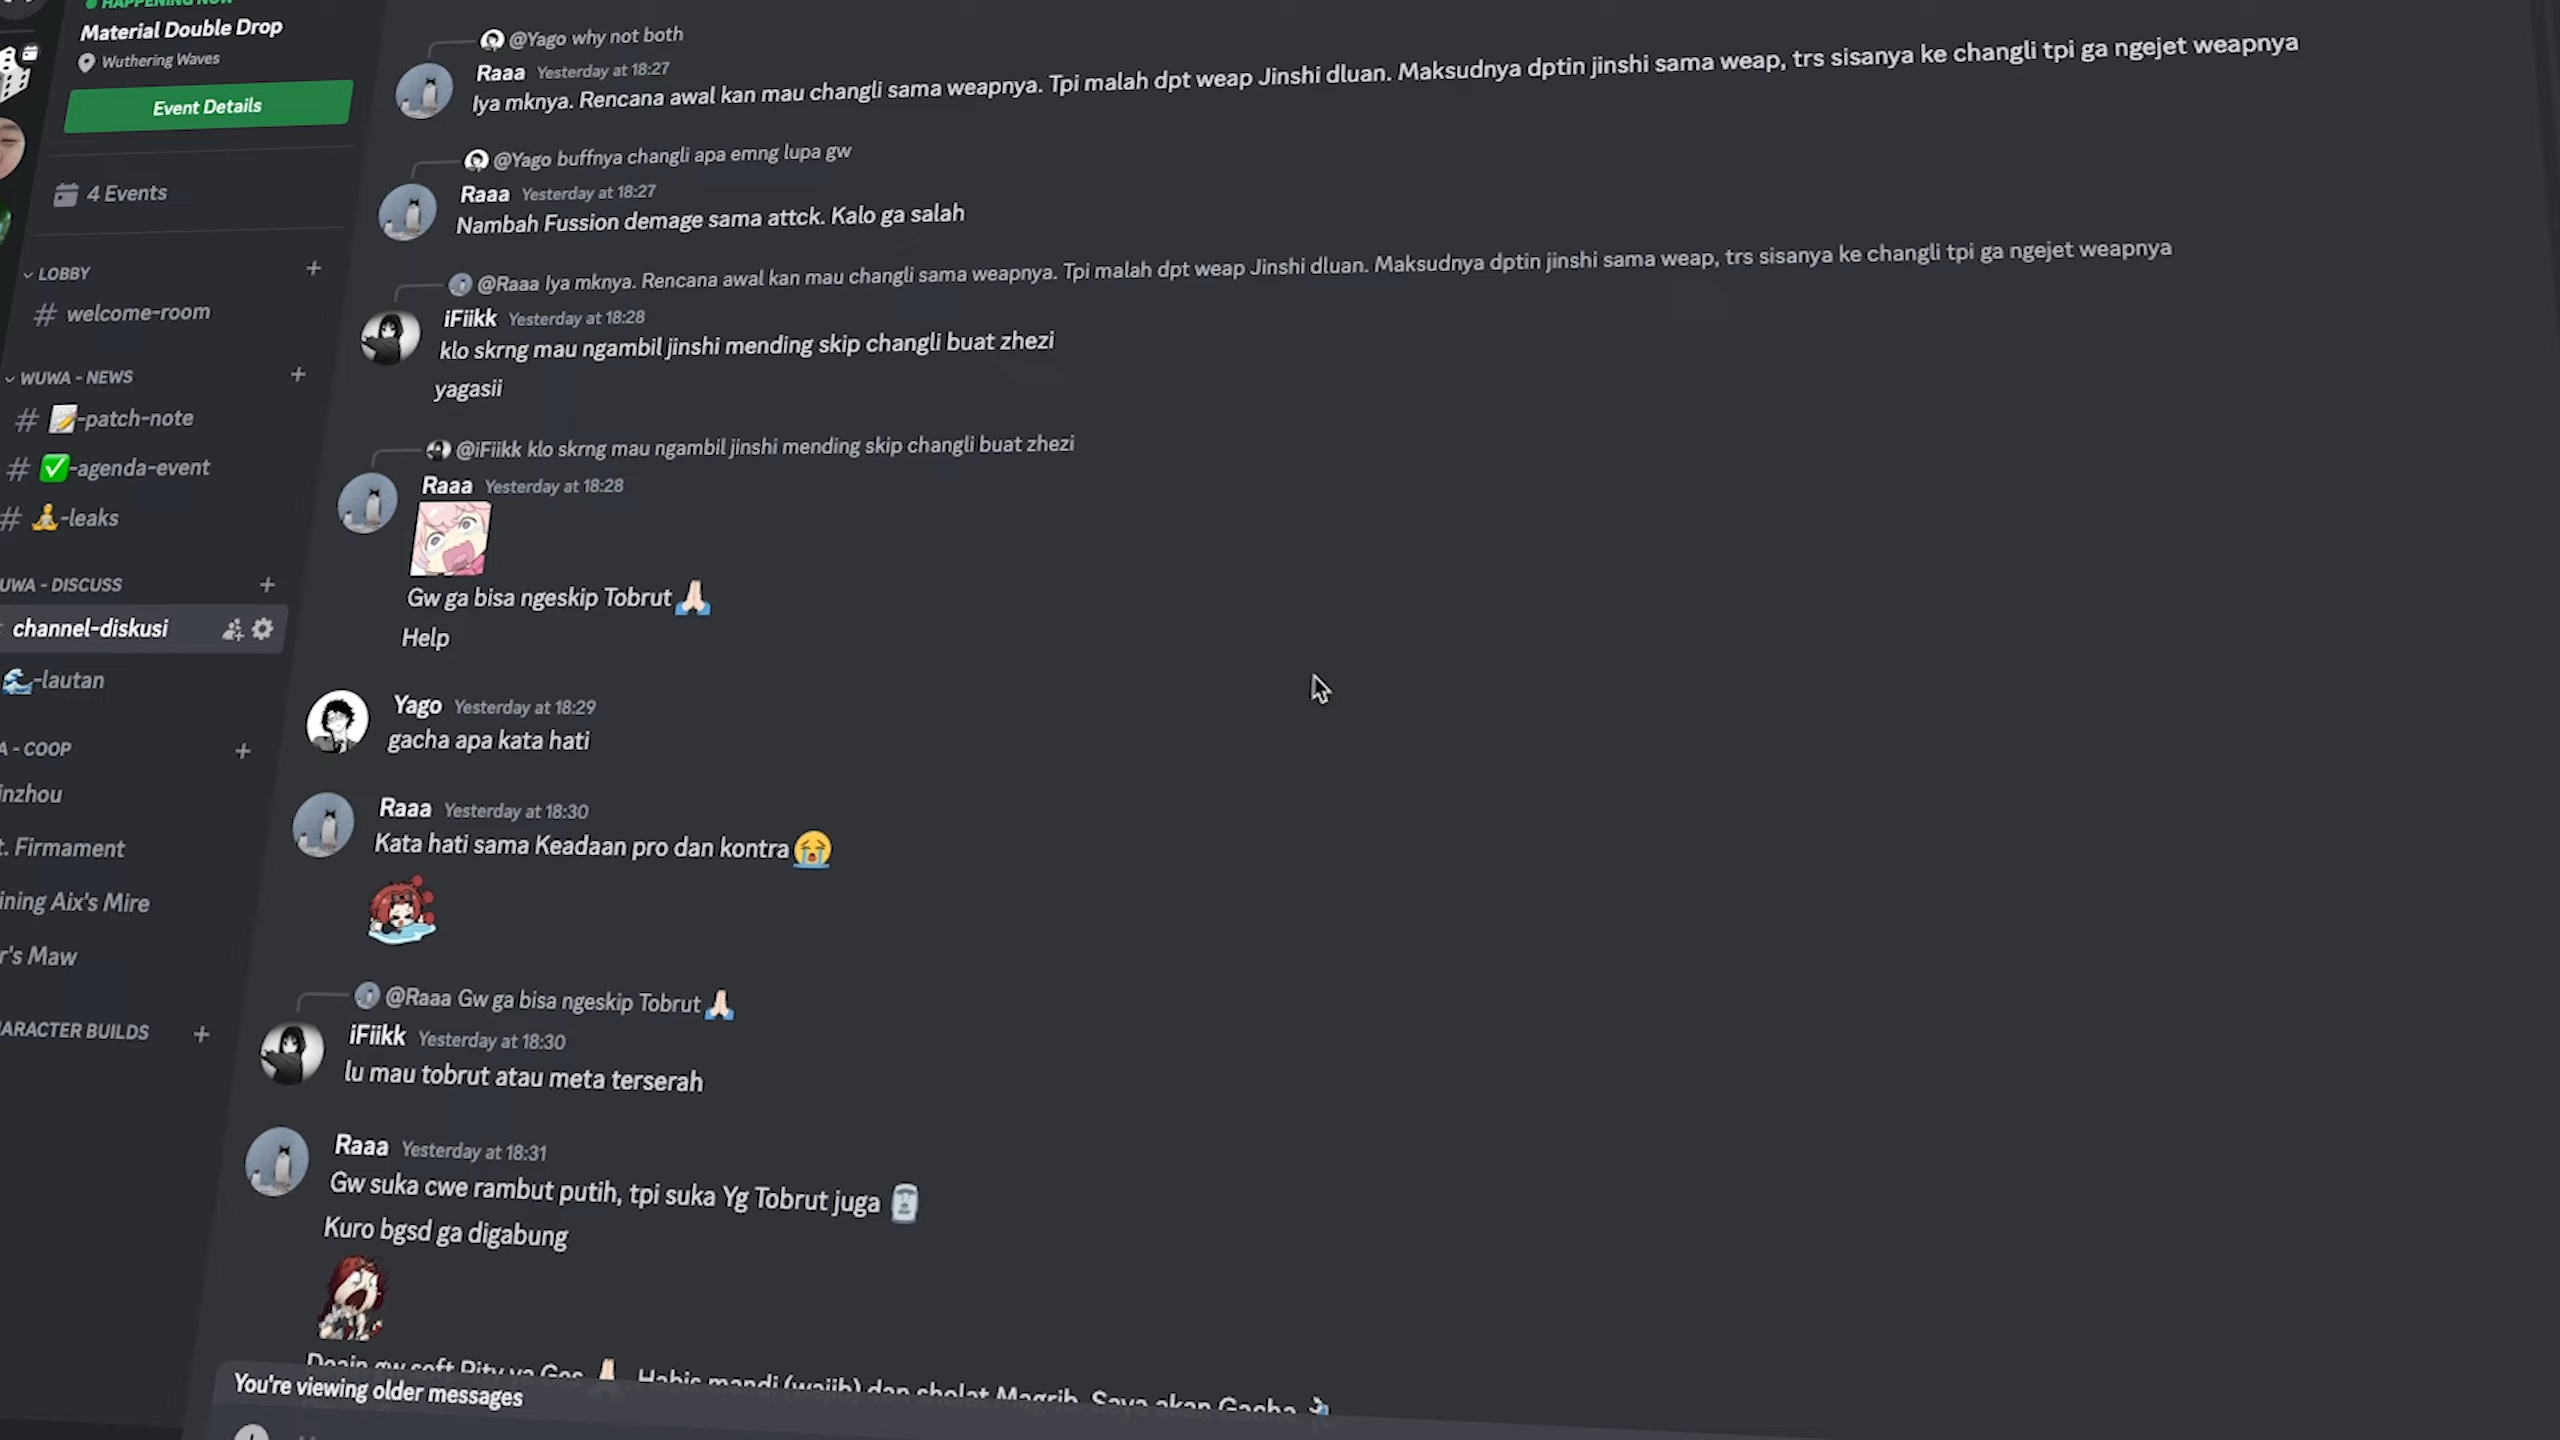 HAPPENING NOW
Material Double Drop
Wuthering Waves
Event Details
4 Events
LOBBY
# welcome-room
WUWA - NEWS
# 📝-patch-note
# ✅-agenda-event
# 🧘-leaks
UWA - DISCUSS
channel-diskusi
🌊-lautan
A - COOP
inzhou
t. Firmament
ining Aix's Mire
r's Maw
ARACTER BUILDS
@Yago why not both
Raaa Yesterday at 18:27
Iya mknya. Rencana awal kan mau changli sama weapnya. Tpi malah dpt weap Jinshi dluan. Maksudnya dptin jinshi sama weap, trs sisanya ke changli tpi ga ngejet weapnya
@Yago buffnya changli apa emng lupa gw
Raaa Yesterday at 18:27
Nambah Fussion demage sama attck. Kalo ga salah
@Raaa Iya mknya. Rencana awal kan mau changli sama weapnya. Tpi malah dpt weap Jinshi dluan. Maksudnya dptin jinshi sama weap, trs sisanya ke changli tpi ga ngejet weapnya
iFiikk Yesterday at 18:28
klo skrng mau ngambil jinshi mending skip changli buat zhezi
yagasii
@iFiikk klo skrng mau ngambil jinshi mending skip changli buat zhezi
Raaa Yesterday at 18:28
Gw ga bisa ngeskip Tobrut 🙏🏻
Help
Yago Yesterday at 18:29
gacha apa kata hati
Raaa Yesterday at 18:30
Kata hati sama Keadaan pro dan kontra 😭
@Raaa Gw ga bisa ngeskip Tobrut 🙏🏻
iFiikk Yesterday at 18:30
lu mau tobrut atau meta terserah
Raaa Yesterday at 18:31
Gw suka cwe rambut putih, tpi suka Yg Tobrut juga
Kuro bgsd ga digabung
Doain gw soft Pity ya Ges 🙏🏻. Habis mandi (wajib) dan sholat Magrib. Saya akan Gacha
You're viewing older messages